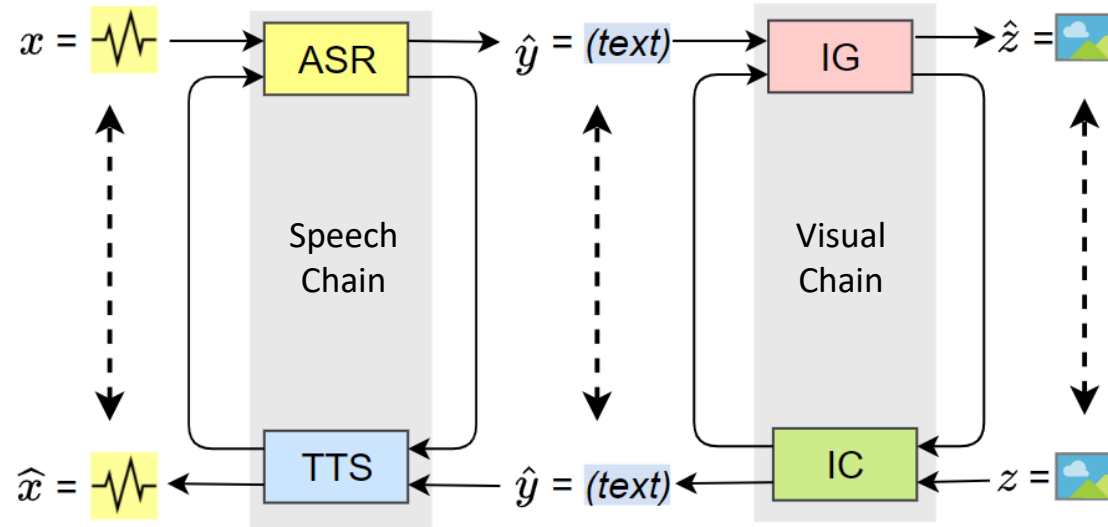 x = ASR ŷ = (text) IG ẑ =
Speech Chain
Visual Chain
x̂ = TTS ŷ = (text) IC z =